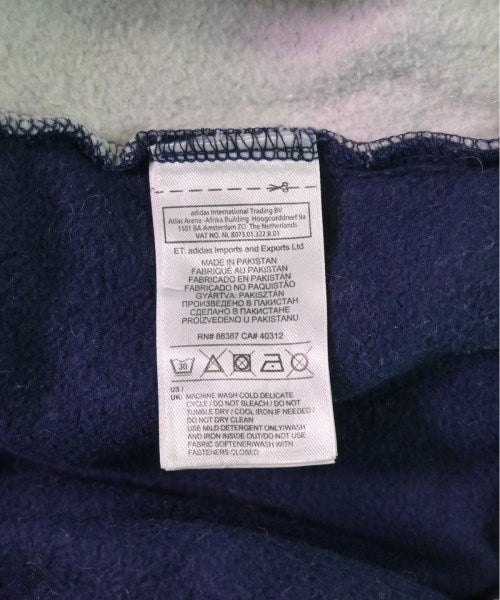 adidas International Trading BV
Atlas Arena -Afrika Building Hoogoorddreef 9a
1101 BA Amsterdam ZO The Netherlands
VAT NO. NL 8073.01.322.B.01
ET: adidas Imports and Exports Ltd
MADE IN PAKISTAN
FABRIQUÉ AU PAKISTAN
FABRICADO EN PAKISTÁN
FABRICADO NO PAQUISTÃO
GYÁRTVA: PAKISZTÁN
ПРОИЗВЕДЕНО В ПАКИСТАН
СДЕЛАНО В ПАКИСТАНЕ
PROIZVEDENO U PAKISTANU
RN# 88387 CA# 40312
30
US /
UK: MACHINE WASH COLD DELICATE
CYCLE / DO NOT BLEACH / DO NOT
TUMBLE DRY / COOL IRON IF NEEDED /
DO NOT DRY CLEAN
USE MILD DETERGENT ONLY/WASH
AND IRON INSIDE OUT/DO NOT USE
FABRIC SOFTENER/WASH WITH
FASTENERS CLOSED.